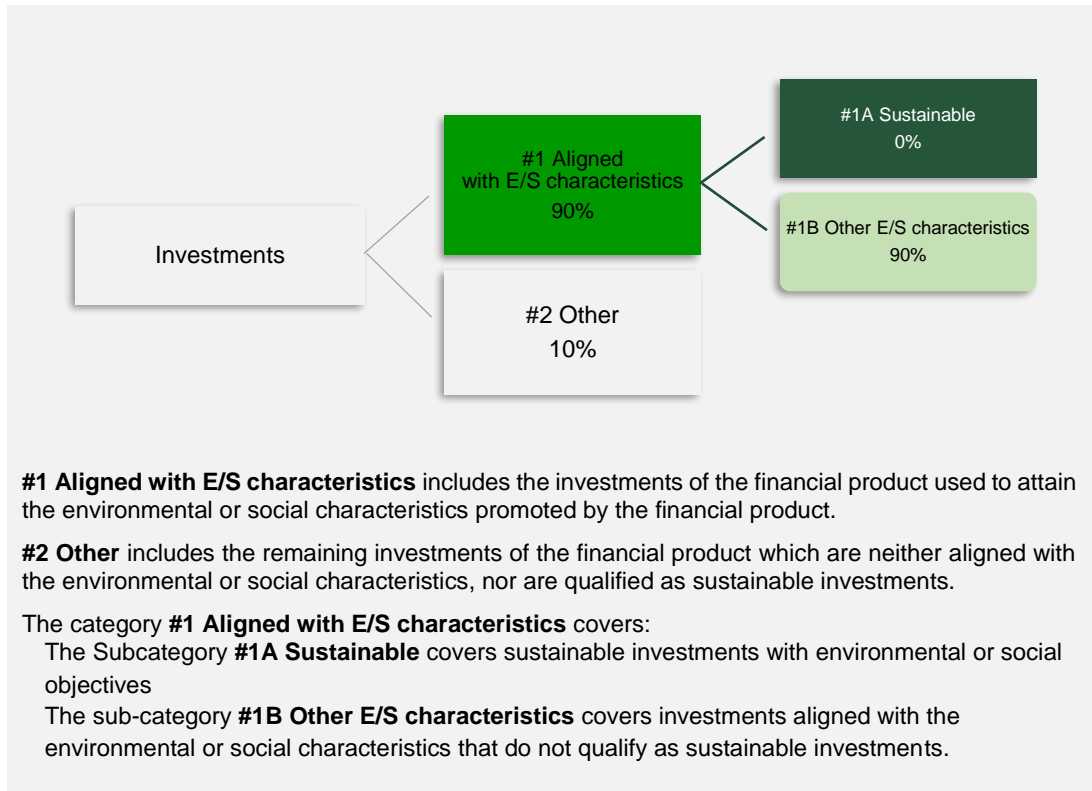 #1A Sustainable
0%
#1 Aligned
with E/S characteristics
90%
#1B Other E/S characteristics
90%
Investments
#2 Other
10%
#1 Aligned with E/S characteristics includes the investments of the financial product used to attain
the environmental or social characteristics promoted by the financial product.
#2 Other includes the remaining investments of the financial product which are neither aligned with
the environmental or social characteristics, nor are qualified as sustainable investments.
The category #1 Aligned with E/S characteristics covers:
The Subcategory #1A Sustainable covers sustainable investments with environmental or social
objectives
The sub-category #1B Other E/S characteristics covers investments aligned with the
environmental or social characteristics that do not qualify as sustainable investments.